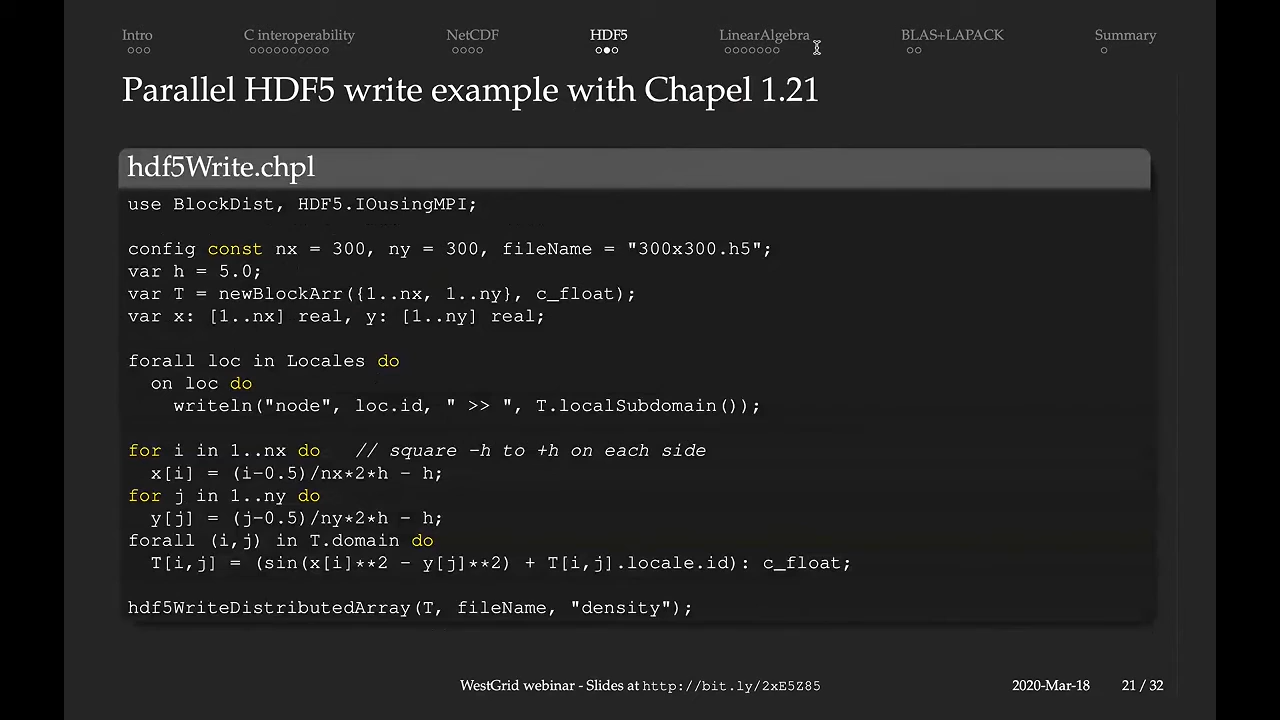 Intro C interoperability NetCDF HDF5 LinearAlgebra BLAS+LAPACK Summary
Parallel HDF5 write example with Chapel 1.21
hdf5Write.chpl
use BlockDist, HDF5.IOusingMPI;
config const nx = 300, ny = 300, fileName = "300x300.h5";
var h = 5.0;
var T = newBlockArr({1..nx, 1..ny}, c_float);
var x: [1..nx] real, y: [1..ny] real;
forall loc in Locales do
on loc do
writeln("node", loc.id, " >> ", T.localSubdomain());
for i in 1..nx do // square -h to +h on each side
x[i] = (i-0.5)/nx*2*h - h;
for j in 1..ny do
y[j] = (j-0.5)/ny*2*h - h;
forall (i,j) in T.domain do
T[i,j] = (sin(x[i]**2 - y[j]**2) + T[i,j].locale.id): c_float;
hdf5WriteDistributedArray(T, fileName, "density");
WestGrid webinar - Slides at http://bit.ly/2xE5Z85 2020-Mar-18 21 / 32